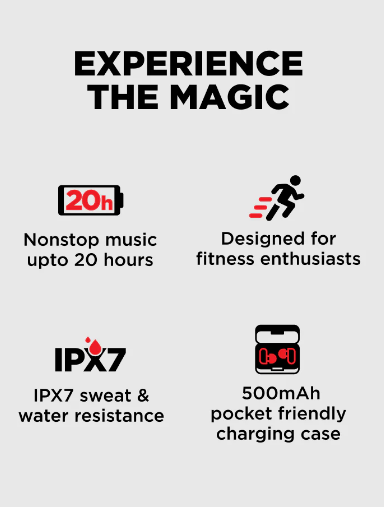 EXPERIENCE
THE MAGIC
20h
Nonstop music
upto 20 hours
Designed for
fitness enthusiasts
IPX7
IPX7 sweat &
water resistance
500mAh
pocket friendly
charging case